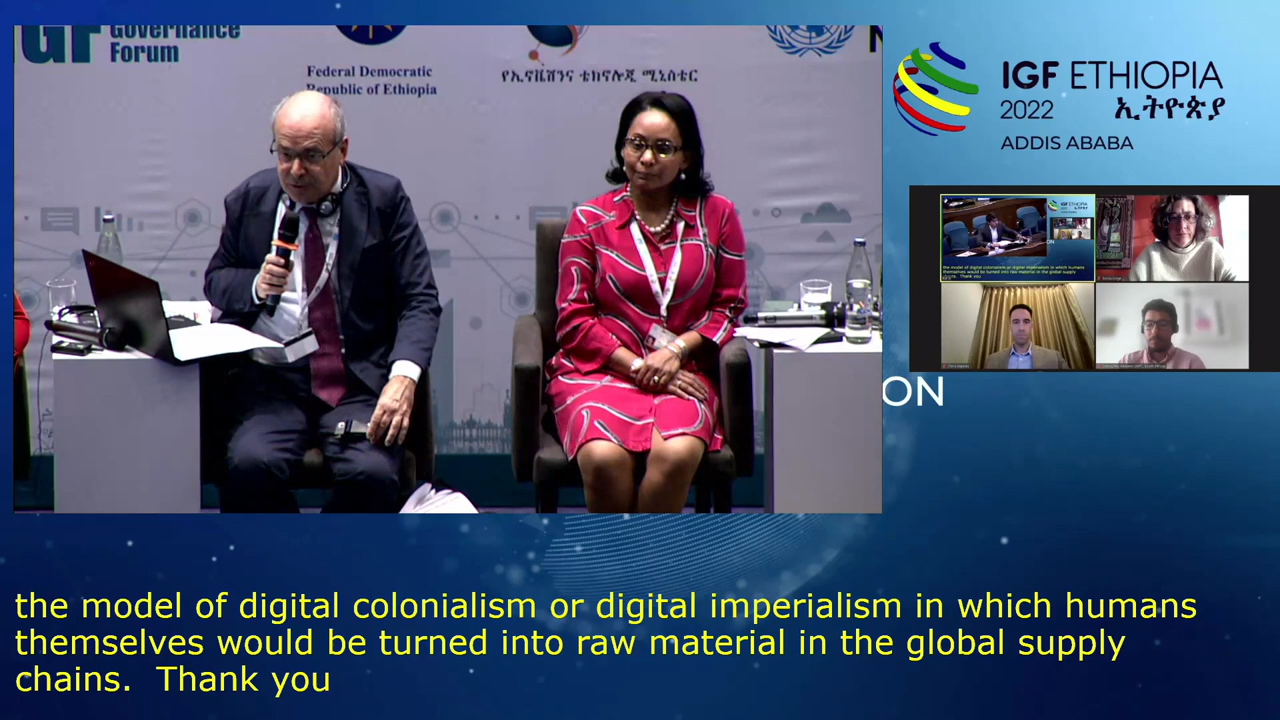 GF Governance
Forum
Federal Democratic
Republic of Ethiopia
የኢኖቬሽንና ቴክኖሎጂ ሚኒስቴር
IGF ETHIOPIA
2022 ኢትዮጵያ
ADDIS ABABA
ON
the model of digital colonialism or digital imperialism in which humans
themselves would be turned into raw material in the global supply
chains. Thank you